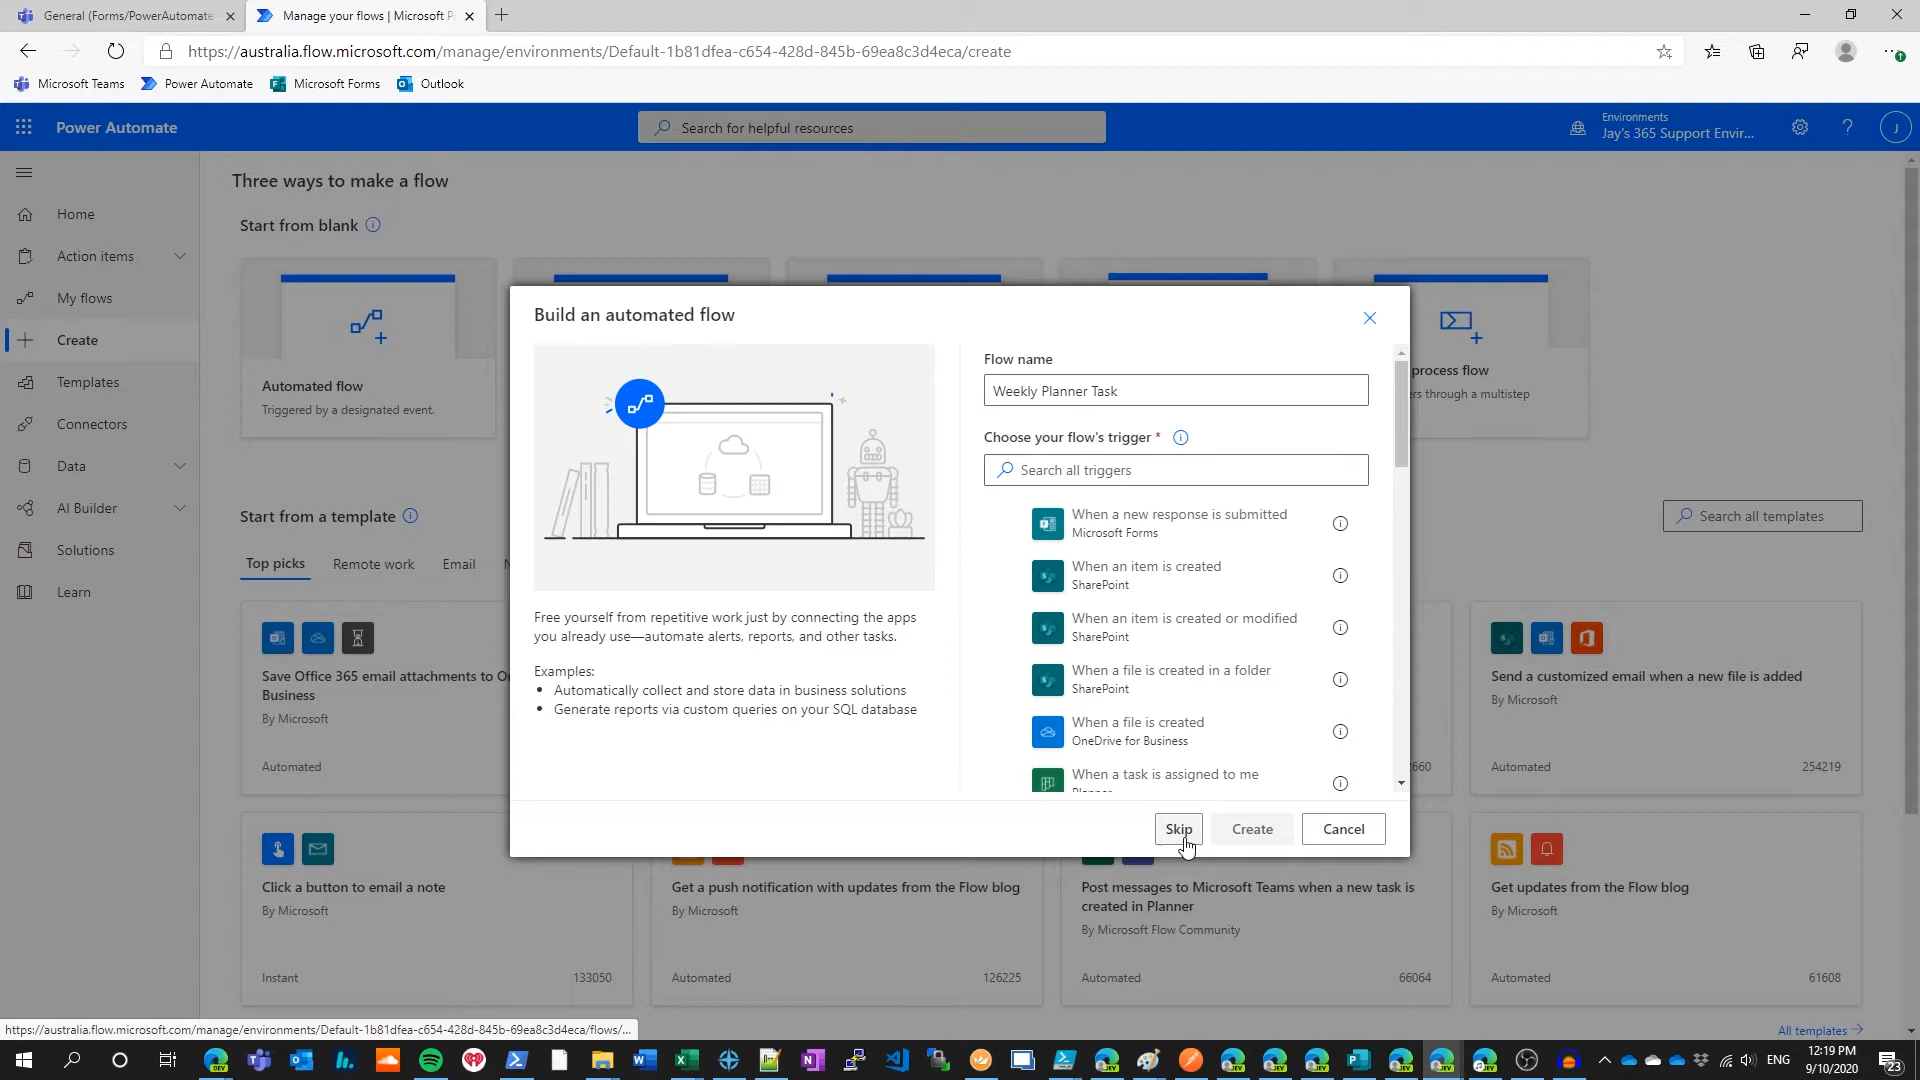 General (Forms/PowerAutomate
Manage your flows | Microsoft P
https://australia.flow.microsoft.com/manage/environments/Default-1b81dfea-c654-428d-845b-69ea8c3d4eca/create
Microsoft Teams
Power Automate
Microsoft Forms
Outlook
Power Automate
Search for helpful resources
Environments
Jay's 365 Support Envir...
J
Home
Action items
My flows
Create
Templates
Connectors
Data
AI Builder
Solutions
Learn
Three ways to make a flow
Start from blank
Automated flow
Triggered by a designated event.
process flow
ers through a multistep
Start from a template
Search all templates
Top picks
Remote work
Email
N
Build an automated flow
Free yourself from repetitive work just by connecting the apps
you already use—automate alerts, reports, and other tasks.
Examples:
• Automatically collect and store data in business solutions
• Generate reports via custom queries on your SQL database
Flow name
Weekly Planner Task
Choose your flow's trigger *
Search all triggers
When a new response is submitted
Microsoft Forms
When an item is created
SharePoint
When an item is created or modified
SharePoint
When a file is created in a folder
SharePoint
When a file is created
OneDrive for Business
When a task is assigned to me
Planner
Skip
Create
Cancel
Save Office 365 email attachments to On
Business
By Microsoft
Automated
2660
Send a customized email when a new file is added
By Microsoft
Automated
254219
Click a button to email a note
By Microsoft
Instant
133050
Get a push notification with updates from the Flow blog
By Microsoft
Automated
126225
Post messages to Microsoft Teams when a new task is
created in Planner
By Microsoft Flow Community
Automated
66064
Get updates from the Flow blog
By Microsoft
Automated
61608
All templates
https://australia.flow.microsoft.com/manage/environments/Default-1b81dfea-c654-428d-845b-69ea8c3d4eca/flows/...
ENG
12:19 PM
9/10/2020
23